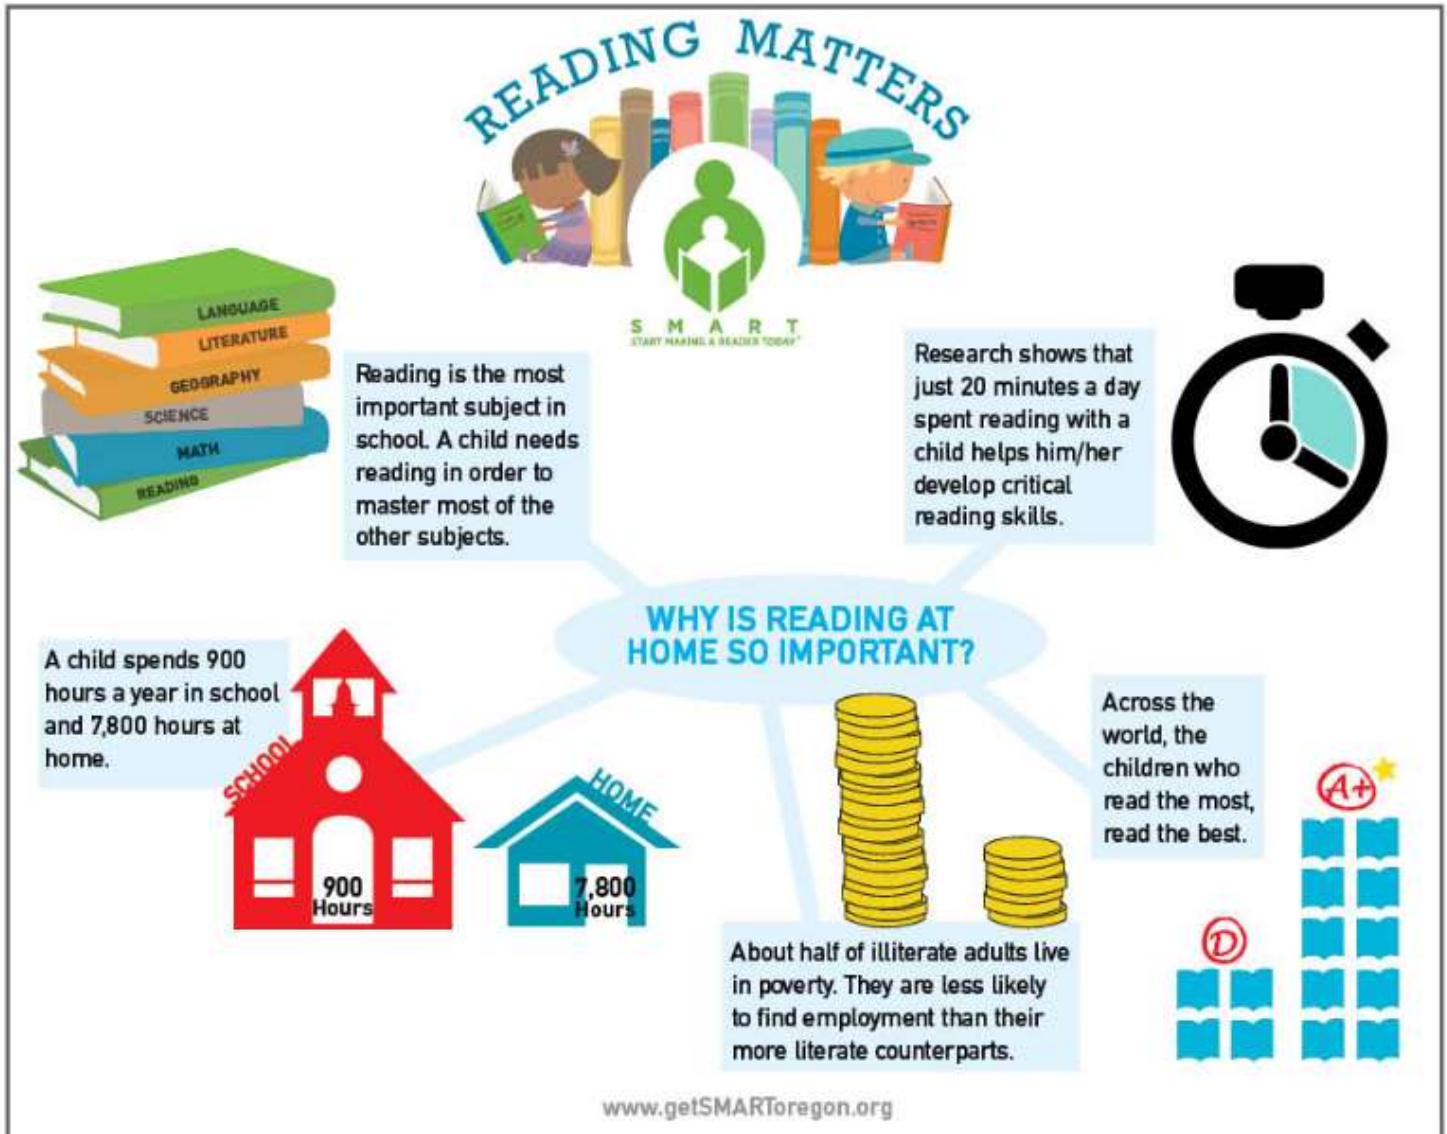 READING MATTERS
S M A R T
START MAKING A READER TODAY
LANGUAGE
LITERATURE
GEOGRAPHY
SCIENCE
MATH
READING
Reading is the most
important subject in
school. A child needs
reading in order to
master most of the
other subjects.
Research shows that
just 20 minutes a day
spent reading with a
child helps him/her
develop critical
reading skills.
WHY IS READING AT
HOME SO IMPORTANT?
A child spends 900
hours a year in school
and 7,800 hours at
home.
SCHOOL
900
Hours
HOME
7,800
Hours
Across the
world, the
children who
read the most,
read the best.
A+
D
About half of illiterate adults live
in poverty. They are less likely
to find employment than their
more literate counterparts.
www.getSMARToregon.org